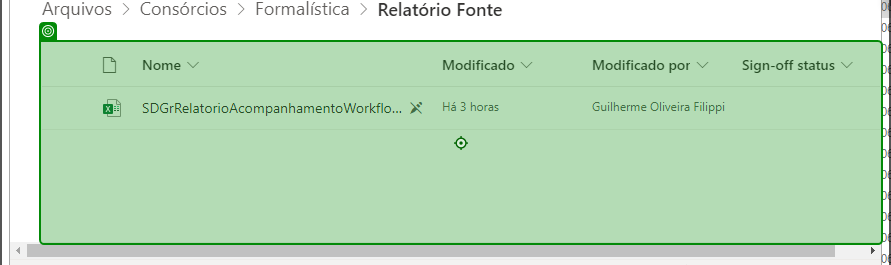 Arquivos > Consórcios > Formalística > Relatório Fonte
Nome Modificado Modificado por Sign-off status
SDGrRelatorioAcompanhamentoWorkflo... Há 3 horas Guilherme Oliveira Filippi